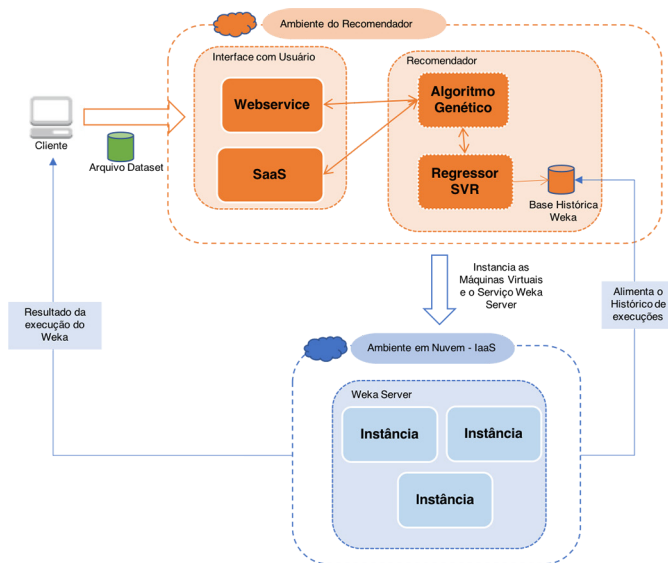 Ambiente do Recomendador
Interface com Usuário
Recomendador
Webservice
Algoritmo
Genético
Cliente
Arquivo Dataset
SaaS
Regressor
SVR
Base Histórica
Weka
Instancia as
Máquinas Virtuais
e o Serviço Weka
Server
Resultado da
execução do
Weka
Alimenta o
Histórico de
execuções
Ambiente em Nuvem - IaaS
Weka Server
Instância
Instância
Instância